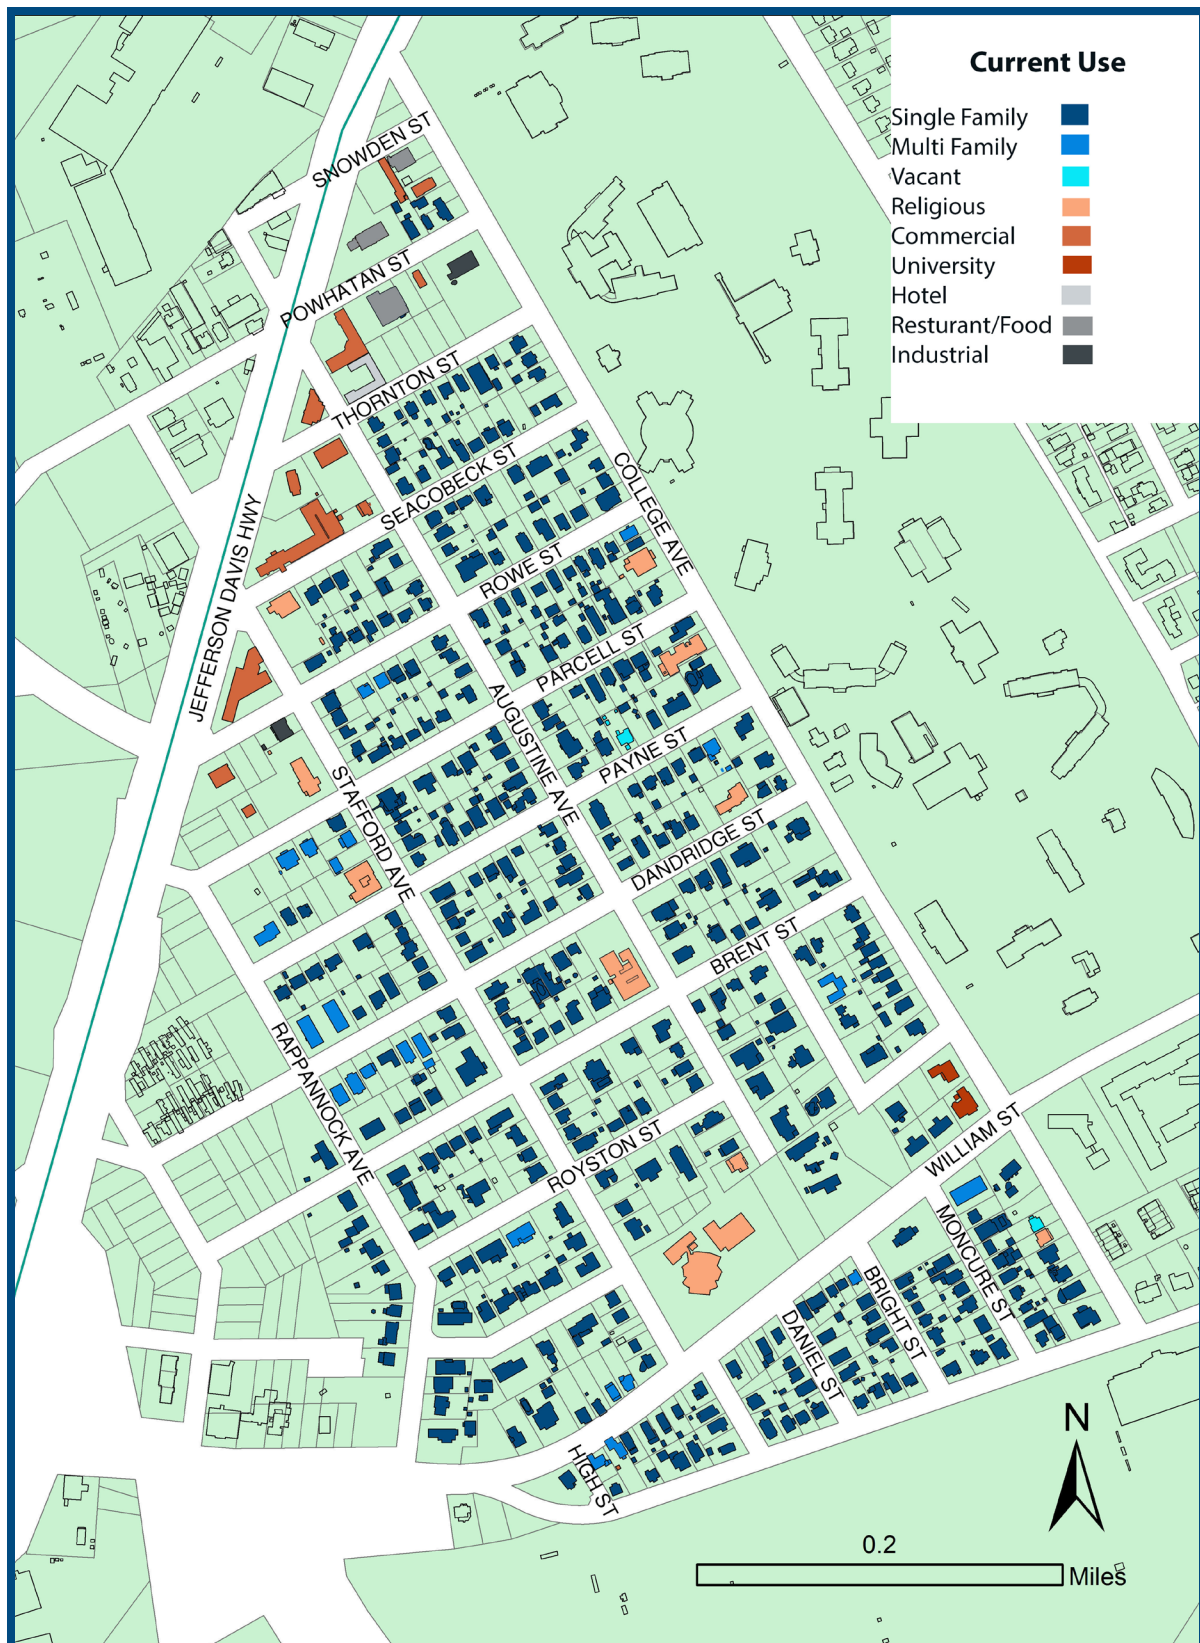 Current Use
Single Family
Multi Family
Vacant
Religious
Commercial
University
Hotel
Resturant/Food
Industrial
SNOWDEN ST
POWHATAN ST
THORNTON ST
SEACOBECK ST
COLLEGE AVE
JEFFERSON DAVIS HWY
ROWE ST
PARCELL ST
AUGUSTINE AVE
PAYNE ST
STAFFORD AVE
DANDRIDGE ST
BRENT ST
RAPPANNOCK AVE
ROYSTON ST
WILLIAM ST
MONCURE ST
BRIGHT ST
DANIEL ST
HIGH ST
N
0.2
Miles